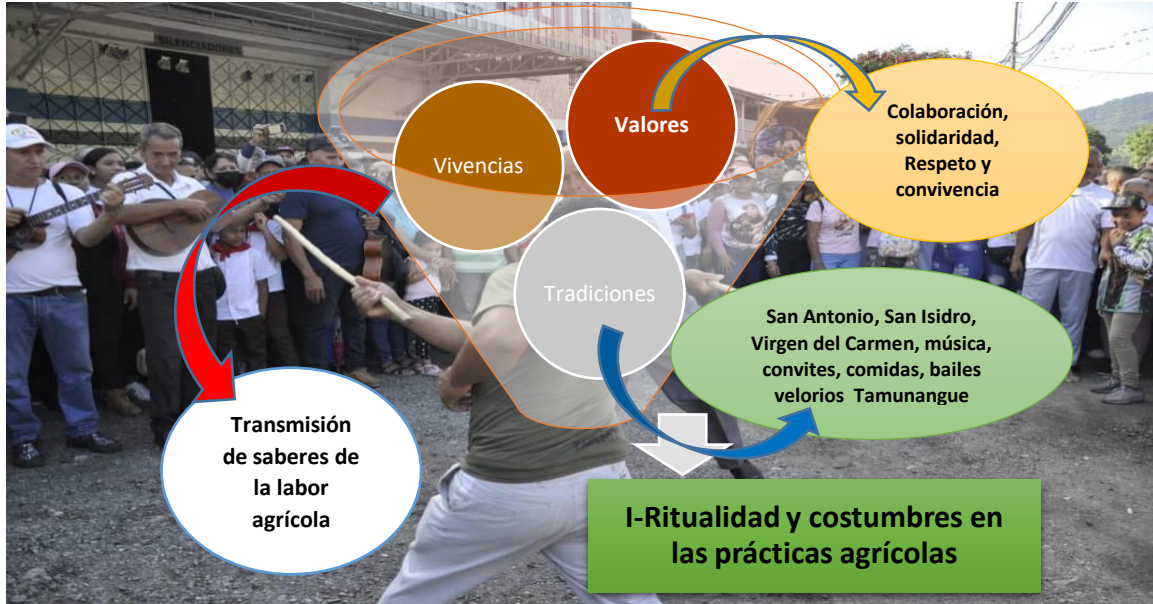 SILENCIADORES
Valores
Vivencias
Tradiciones
Colaboración,
solidaridad,
Respeto y
convivencia
San Antonio, San Isidro,
Virgen del Carmen, música,
convites, comidas, bailes
velorios Tamunangue
Transmisión
de saberes de
la labor
agrícola
I-Ritualidad y costumbres en
las prácticas agrícolas